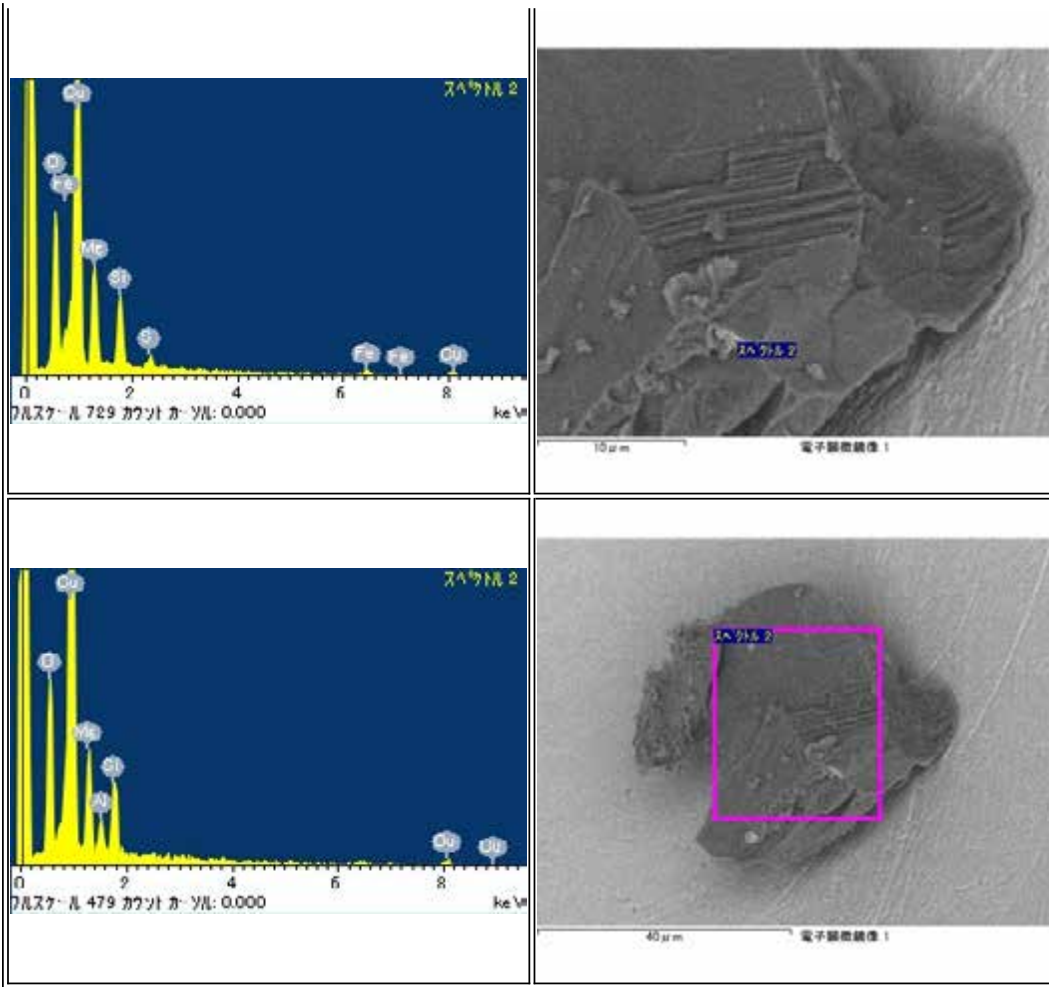 スペクトル 2
Cu
O
Fe
Mg
Si
S
Fe
Fe
Cu
0
2
4
6
8
フルスケール 729 カウント カーソル: 0.000
keV
スペクトル 2
10μm
電子顕微鏡像 1
スペクトル 2
Cu
O
Mg
Si
Al
Cu
Cu
0
2
4
6
8
フルスケール 479 カウント カーソル: 0.000
keV
スペクトル 2
40μm
電子顕微鏡像 1